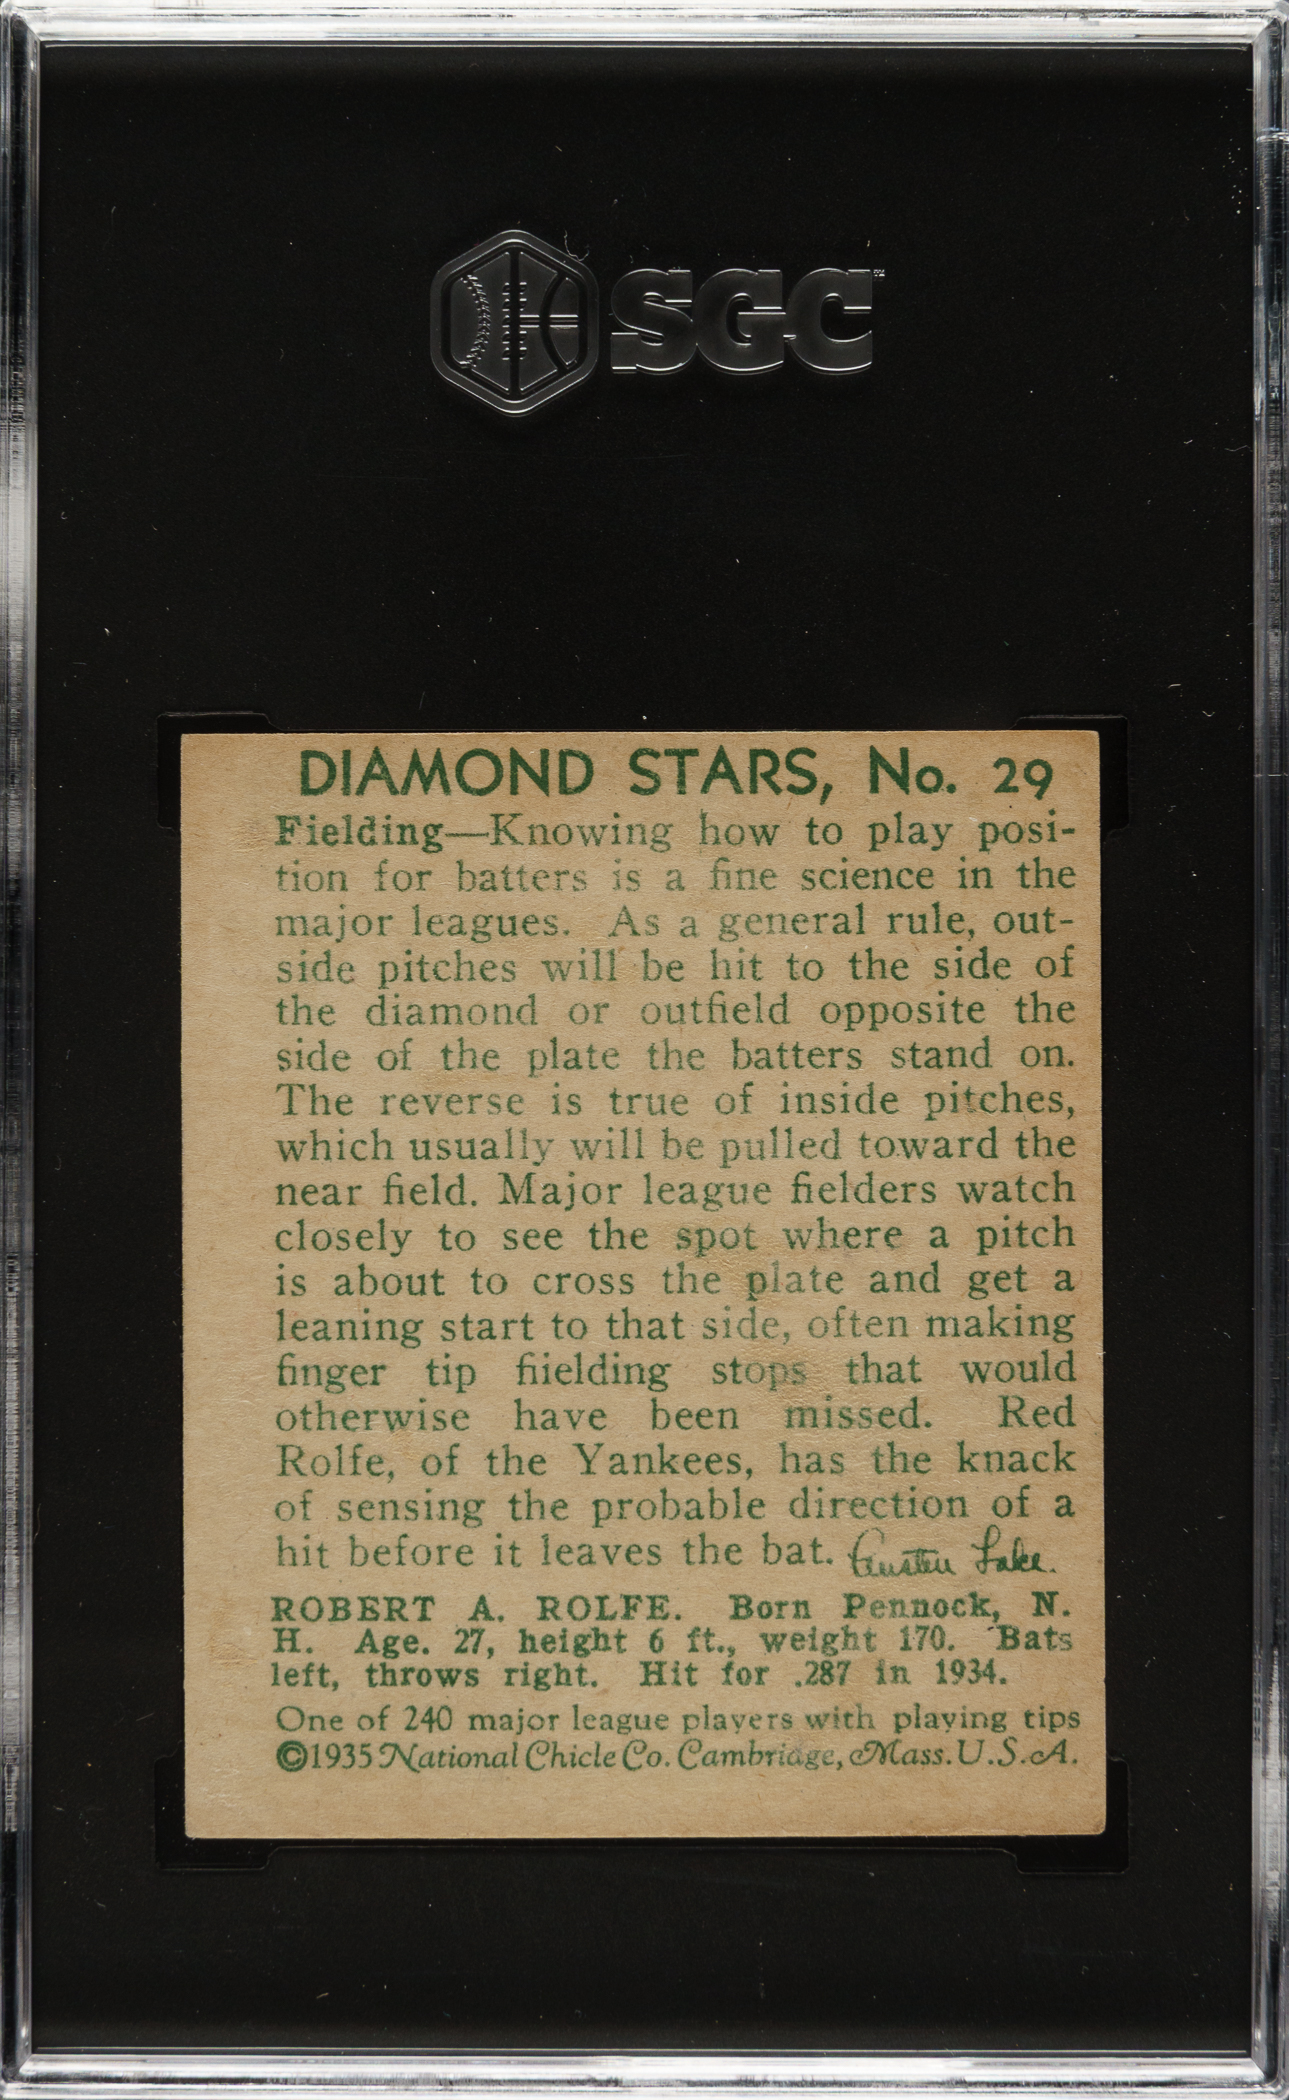 SGC™
DIAMOND STARS, No. 29
Fielding—Knowing how to play posi-
tion for batters is a fine science in the
major leagues. As a general rule, out-
side pitches will be hit to the side of
the diamond or outfield opposite the
side of the plate the batters stand on.
The reverse is true of inside pitches,
which usually will be pulled toward the
near field. Major league fielders watch
closely to see the spot where a pitch
is about to cross the plate and get a
leaning start to that side, often making
finger tip fiielding stops that would
otherwise have been missed. Red
Rolfe, of the Yankees, has the knack
of sensing the probable direction of a
hit before it leaves the bat. Austen Lake.
ROBERT A. ROLFE. Born Pennock, N.
H. Age. 27, height 6 ft., weight 170. Bats
left, throws right. Hit for .287 in 1934.
One of 240 major league players with playing tips
©1935 National Chicle Co. Cambridge, Mass. U.S.A.